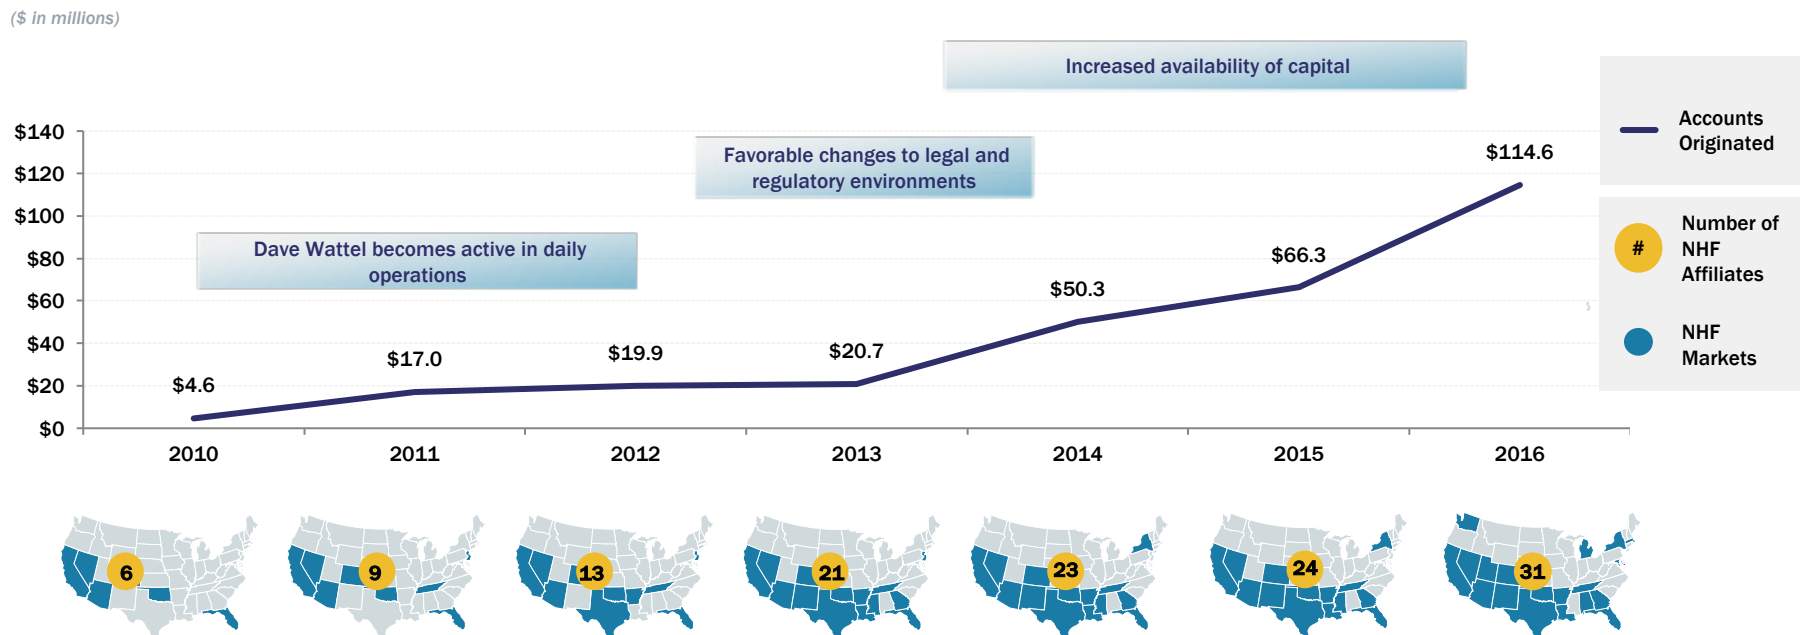 ($ in millions)
Increased availability of capital
Favorable changes to legal and
regulatory environments
Dave Wattel becomes active in daily
operations
$140
$120
$100
$80
$60
$40
$20
$0
$4.6
$17.0
$19.9
$20.7
$50.3
$66.3
$114.6
2010
2011
2012
2013
2014
2015
2016
Accounts
Originated
#
Number of
NHF
Affiliates
NHF
Markets
6
9
13
21
23
24
31